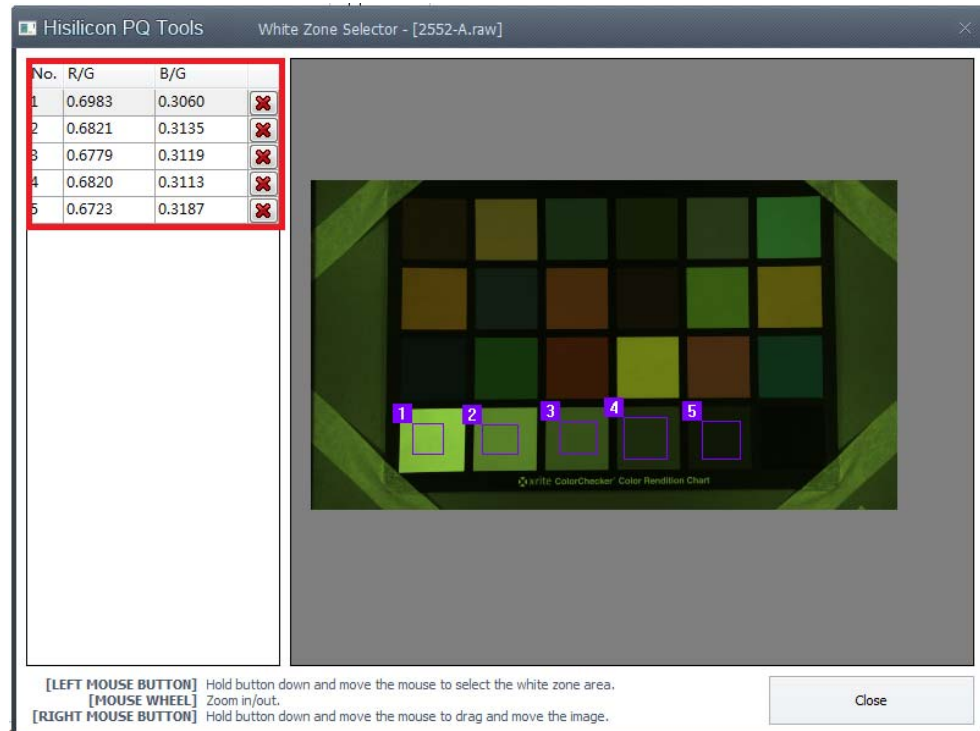 Hisilicon PQ Tools White Zone Selector - [2552-A.raw]
No. R/G B/G
1 0.6983 0.3060
2 0.6821 0.3135
3 0.6779 0.3119
4 0.6820 0.3113
5 0.6723 0.3187
1 2 3 4 5
x-rite ColorChecker Color Rendition Chart
[LEFT MOUSE BUTTON] Hold button down and move the mouse to select the white zone area.
[MOUSE WHEEL] Zoom in/out.
[RIGHT MOUSE BUTTON] Hold button down and move the mouse to drag and move the image.
Close